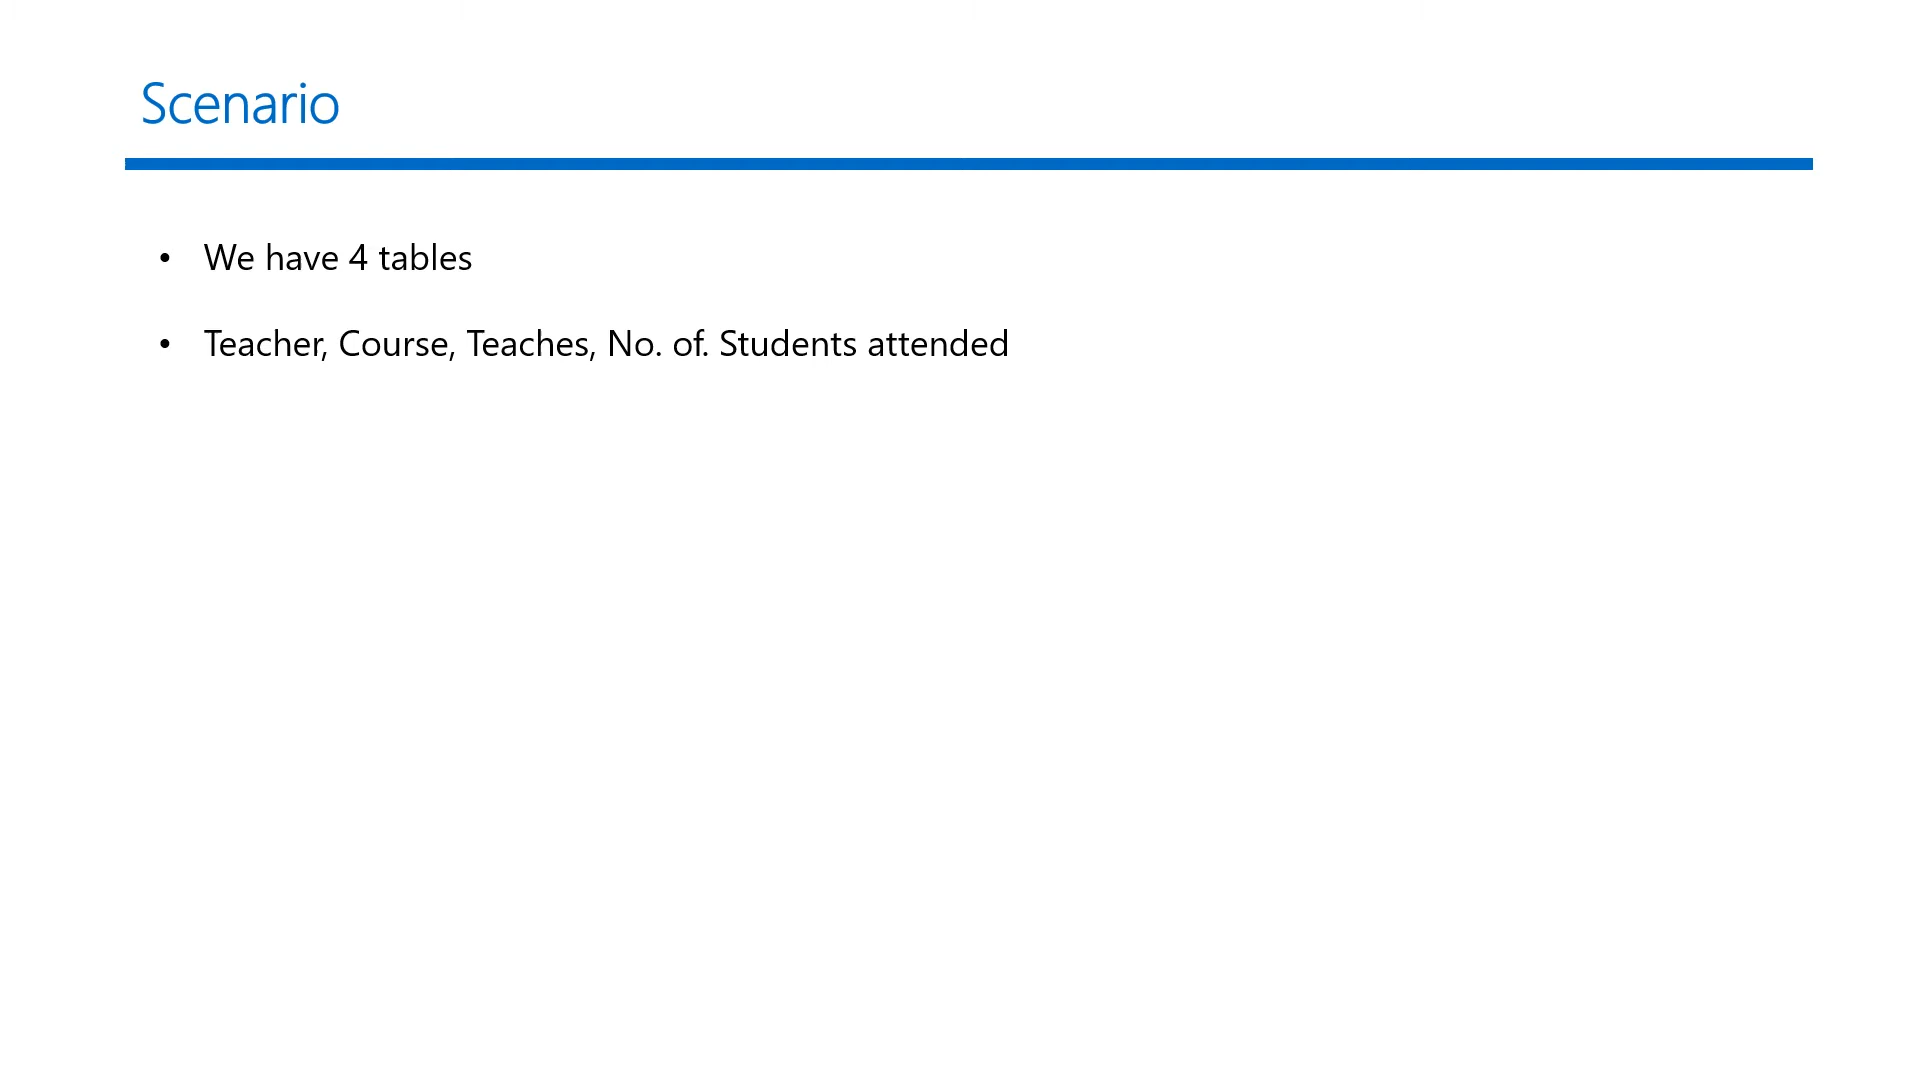 Scenario
• We have 4 tables
• Teacher, Course, Teaches, No. of. Students attended